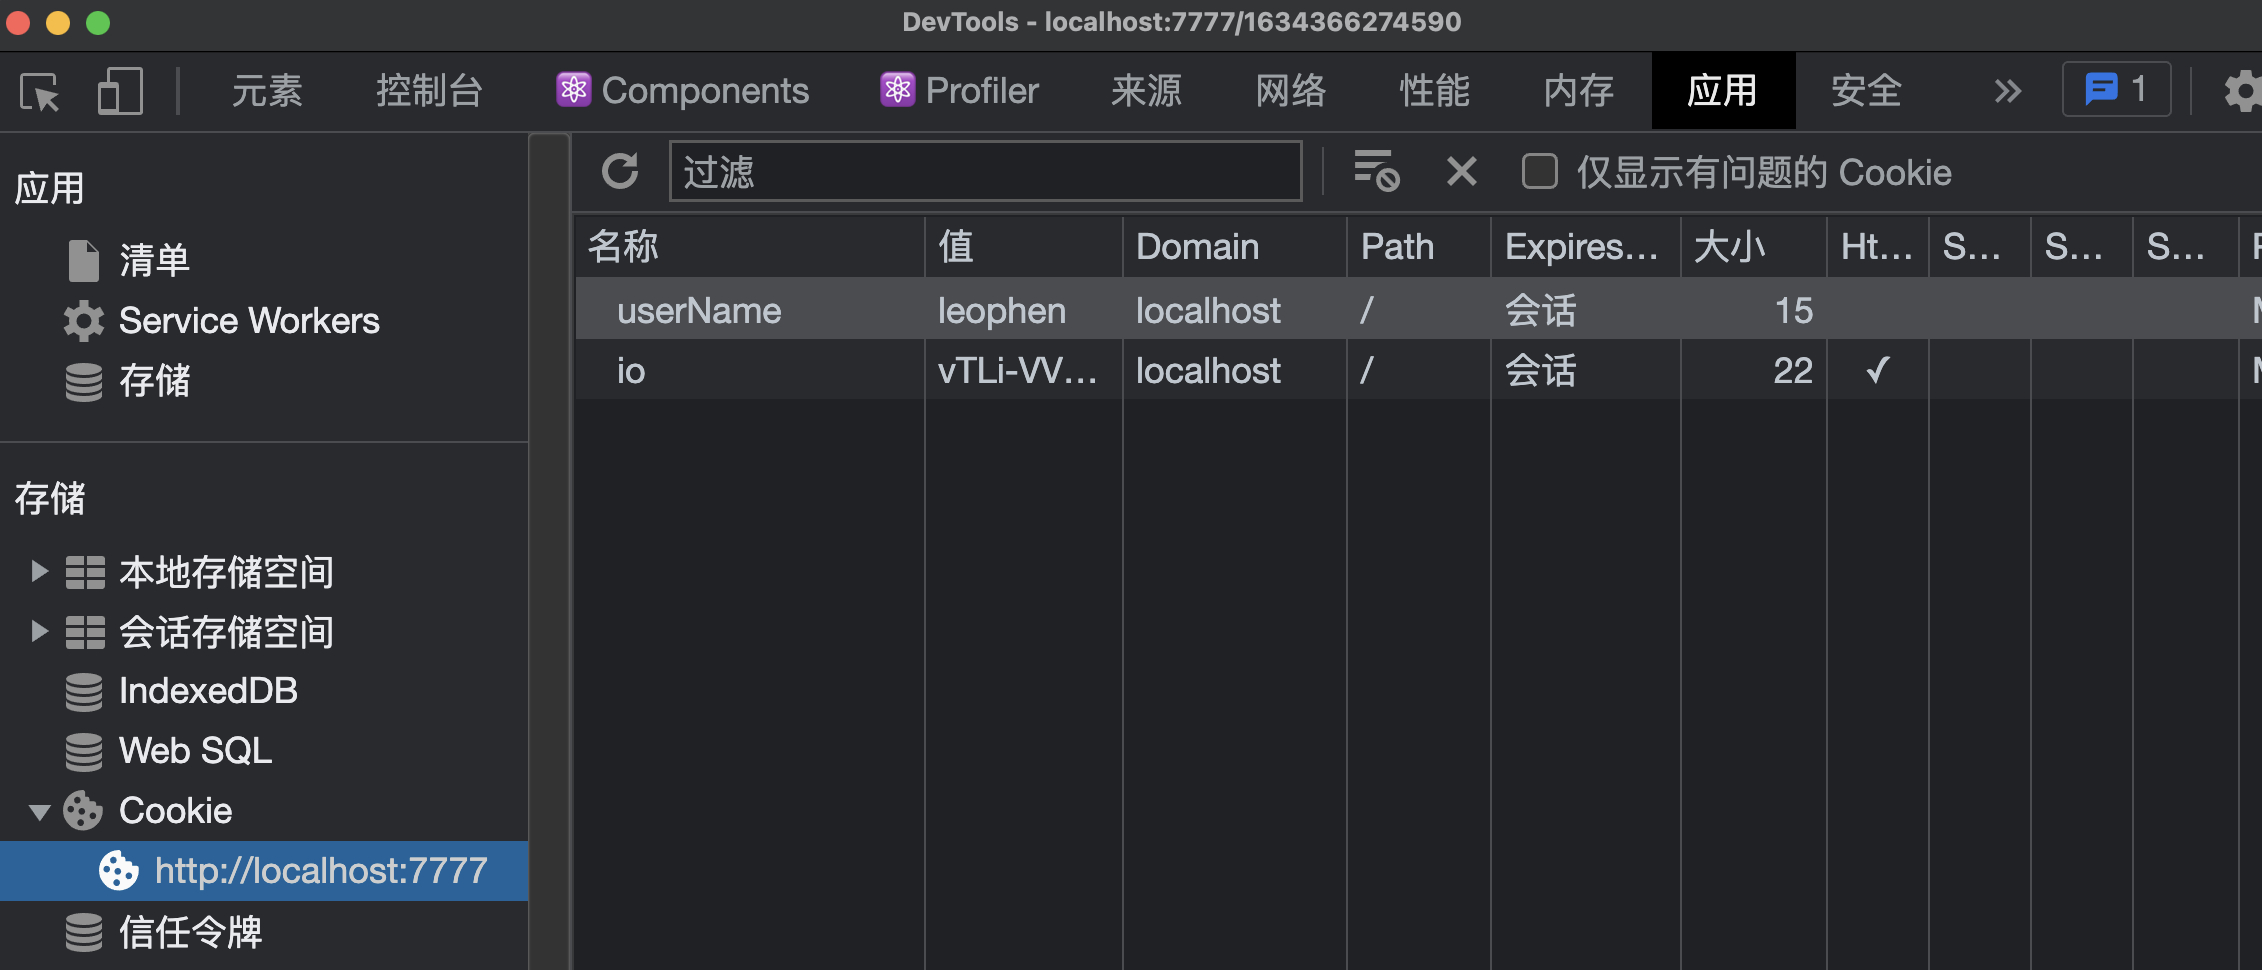 DevTools - localhost:7777/1634366274590
元素 控制台 Components Profiler 来源 网络 性能 内存 应用 安全 » 1
应用
清单
Service Workers
存储
存储
本地存储空间
会话存储空间
IndexedDB
Web SQL
Cookie
http://localhost:7777
信任令牌
过滤 仅显示有问题的 Cookie
名称 值 Domain Path Expires... 大小 Ht... S... S... S...
userName leophen localhost / 会话 15
io vTLi-VV... localhost / 会话 22 ✓